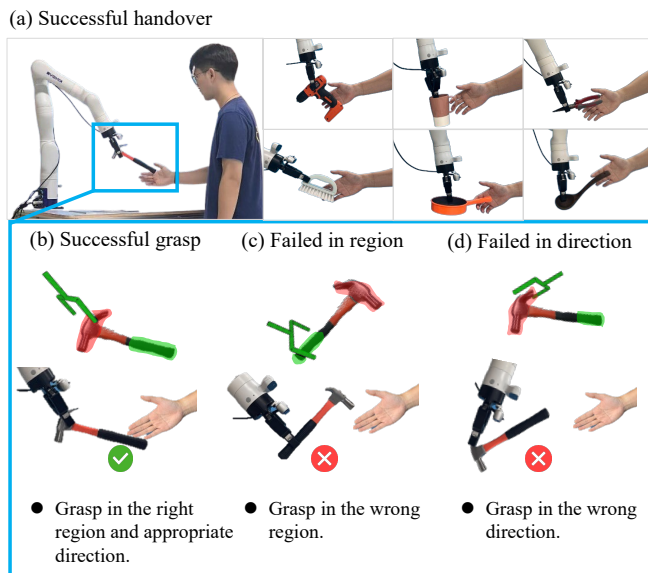 (a) Successful handover
(b) Successful grasp
(c) Failed in region
(d) Failed in direction
● Grasp in the right
region and appropriate
direction.
● Grasp in the wrong
region.
● Grasp in the wrong
direction.